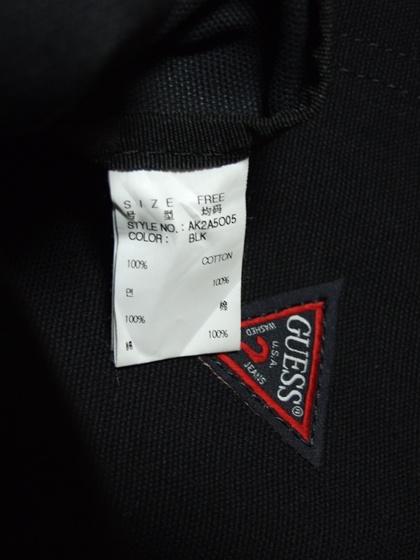 SIZE FREE
号型 均码
STYLE NO.: AK2A5005
COLOR: BLK
100% COTTON
면 100%
100% 棉
綿 100%
GUESS®
U.S.A.
WASHED
?
JEANS